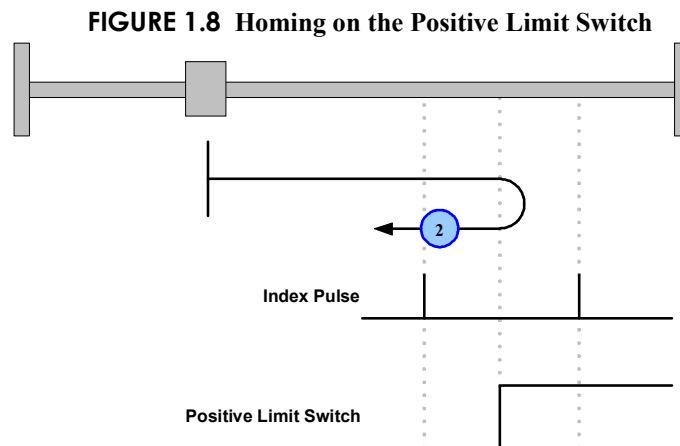 FIGURE 1.8 Homing on the Positive Limit Switch
2
Index Pulse
Positive Limit Switch